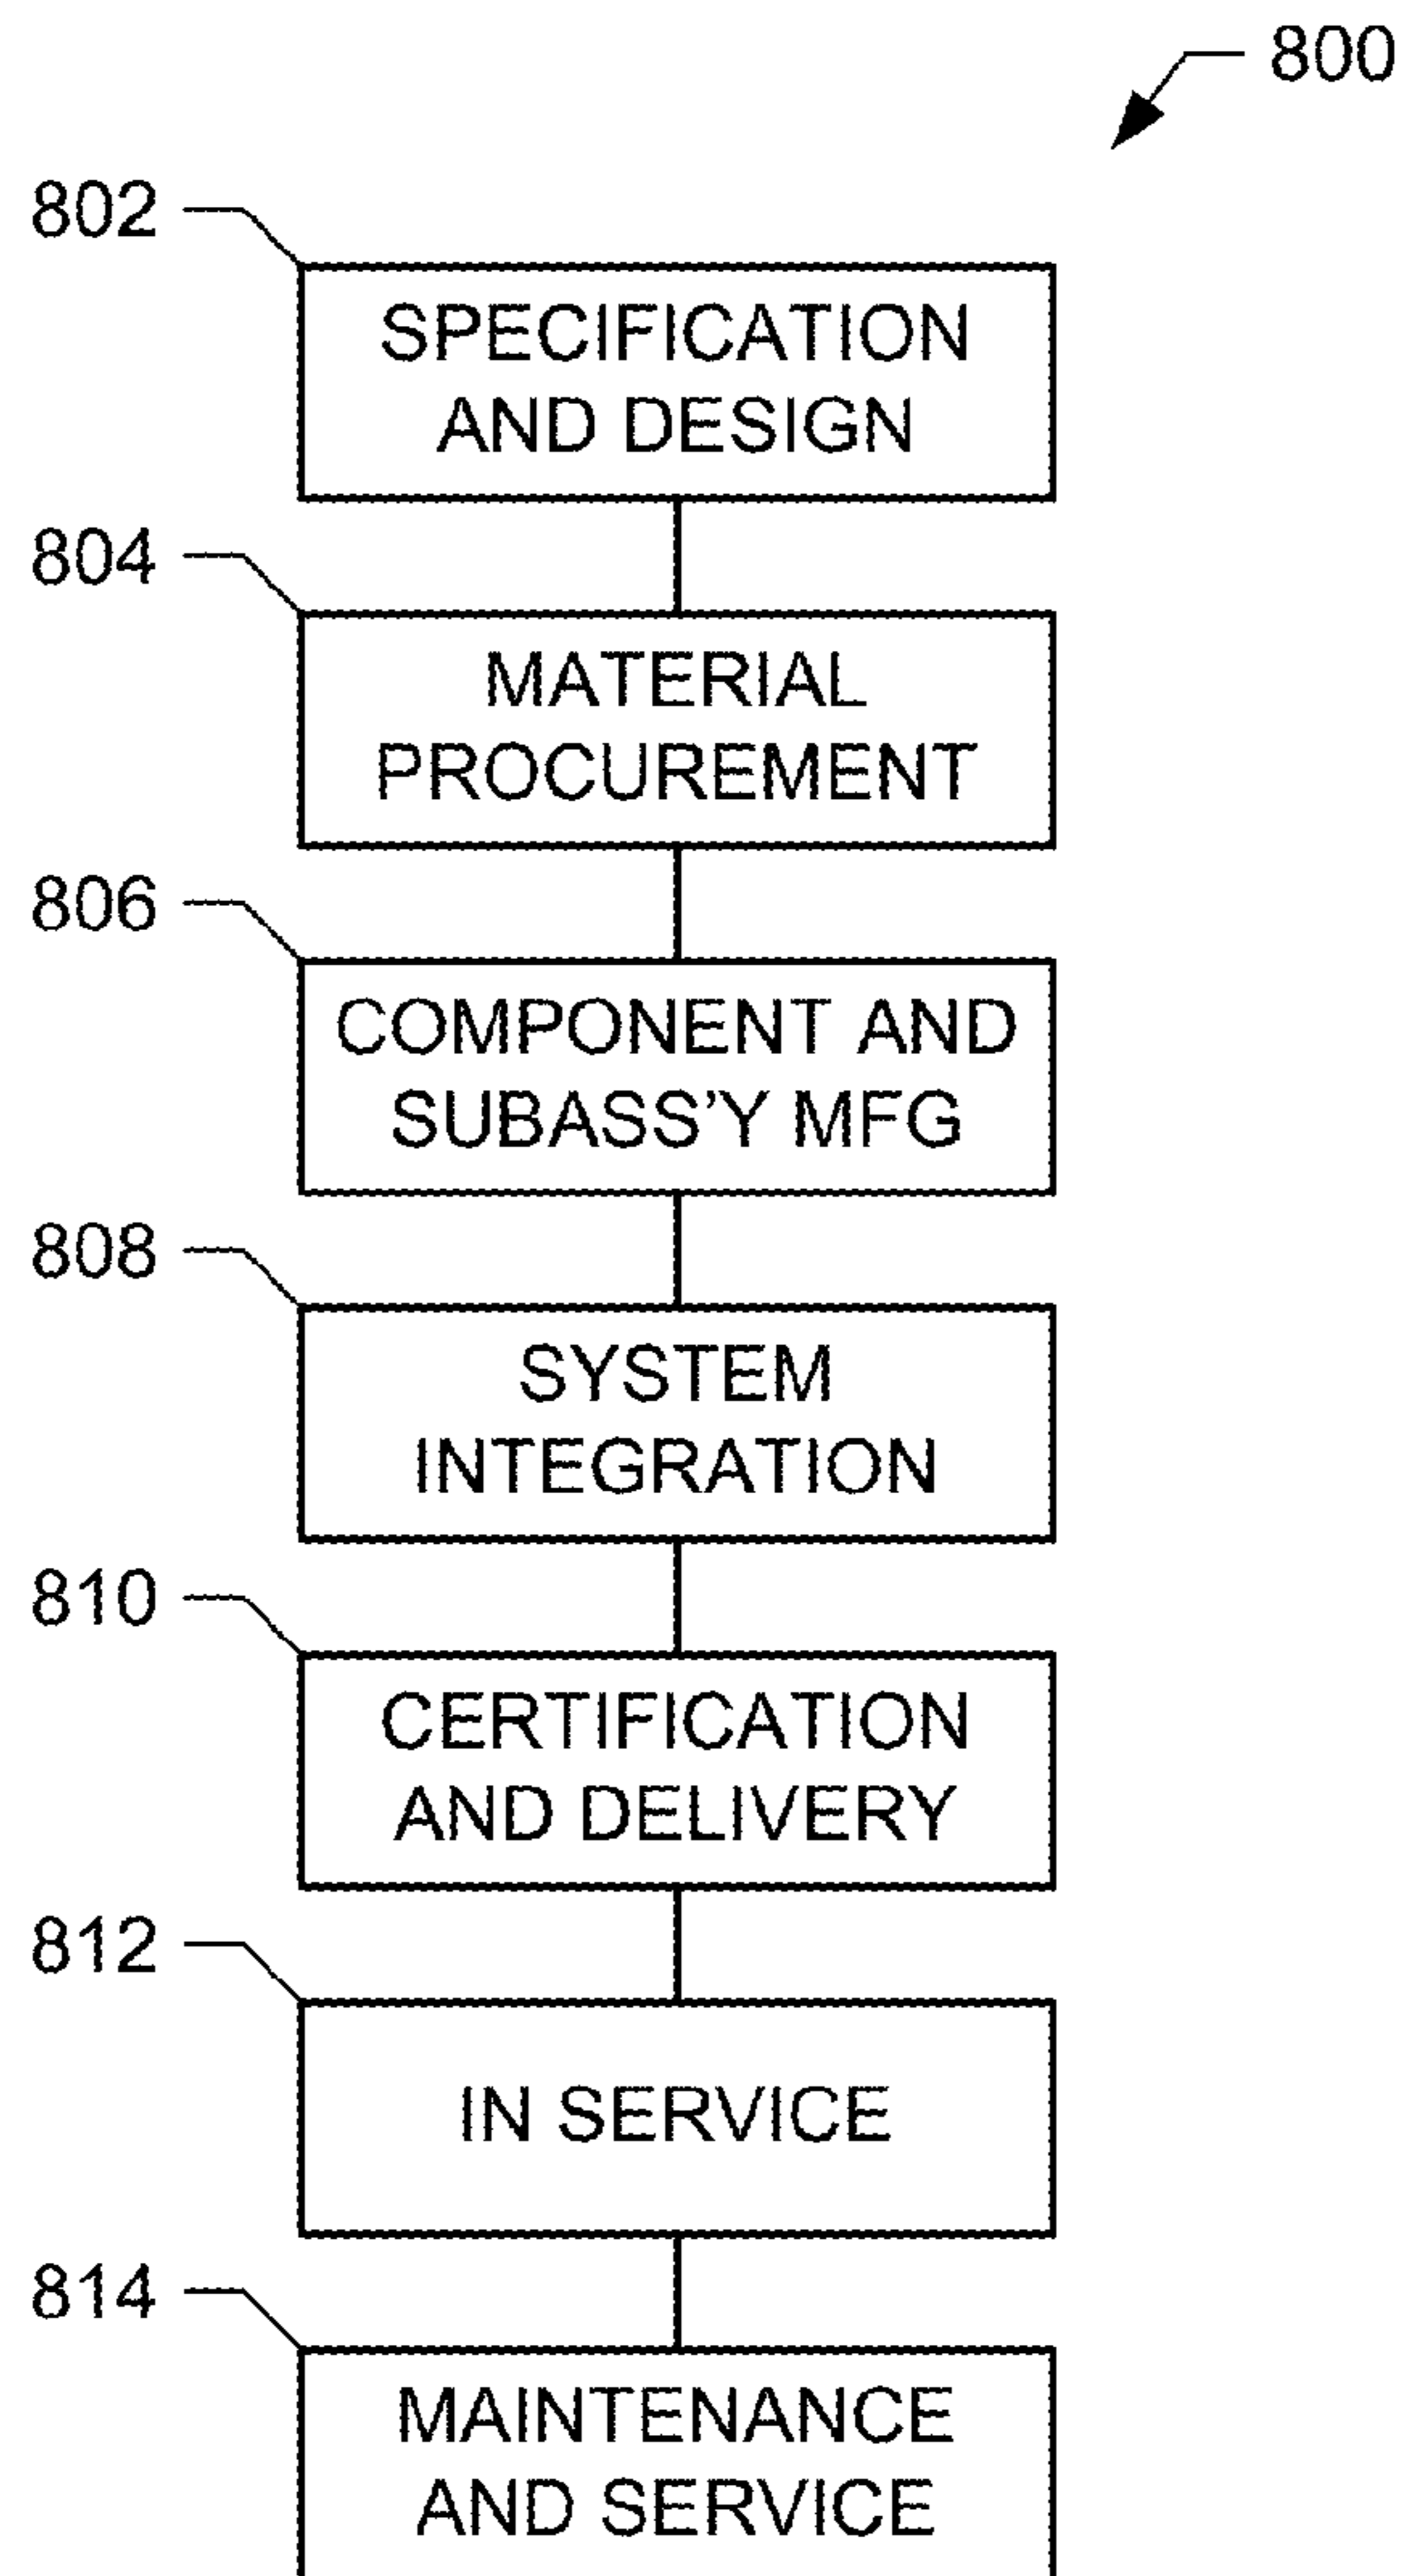 800
802
SPECIFICATION
AND DESIGN
804
MATERIAL
PROCUREMENT
806
COMPONENT AND
SUBASS’Y MFG
808
SYSTEM
INTEGRATION
810
CERTIFICATION
AND DELIVERY
812
IN SERVICE
814
MAINTENANCE
AND SERVICE